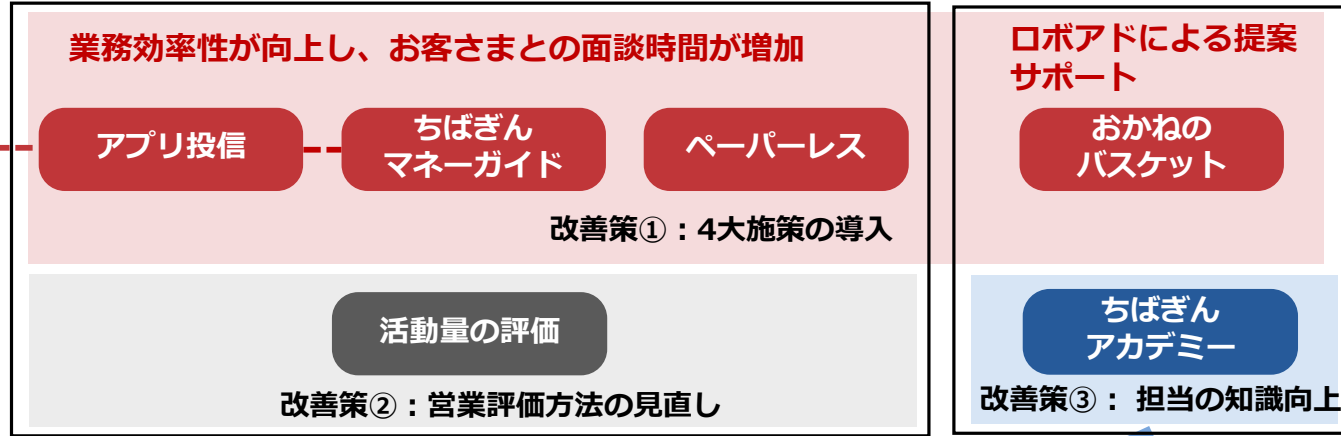 業務効率性が向上し、お客さまとの面談時間が増加
アプリ投信
ちばぎん
マネーガイド
ペーパーレス
改善策①：4大施策の導入
活動量の評価
改善策②：営業評価方法の見直し
ロボアドによる提案
サポート
おかねの
バスケット
ちばぎん
アカデミー
改善策③： 担当の知識向上